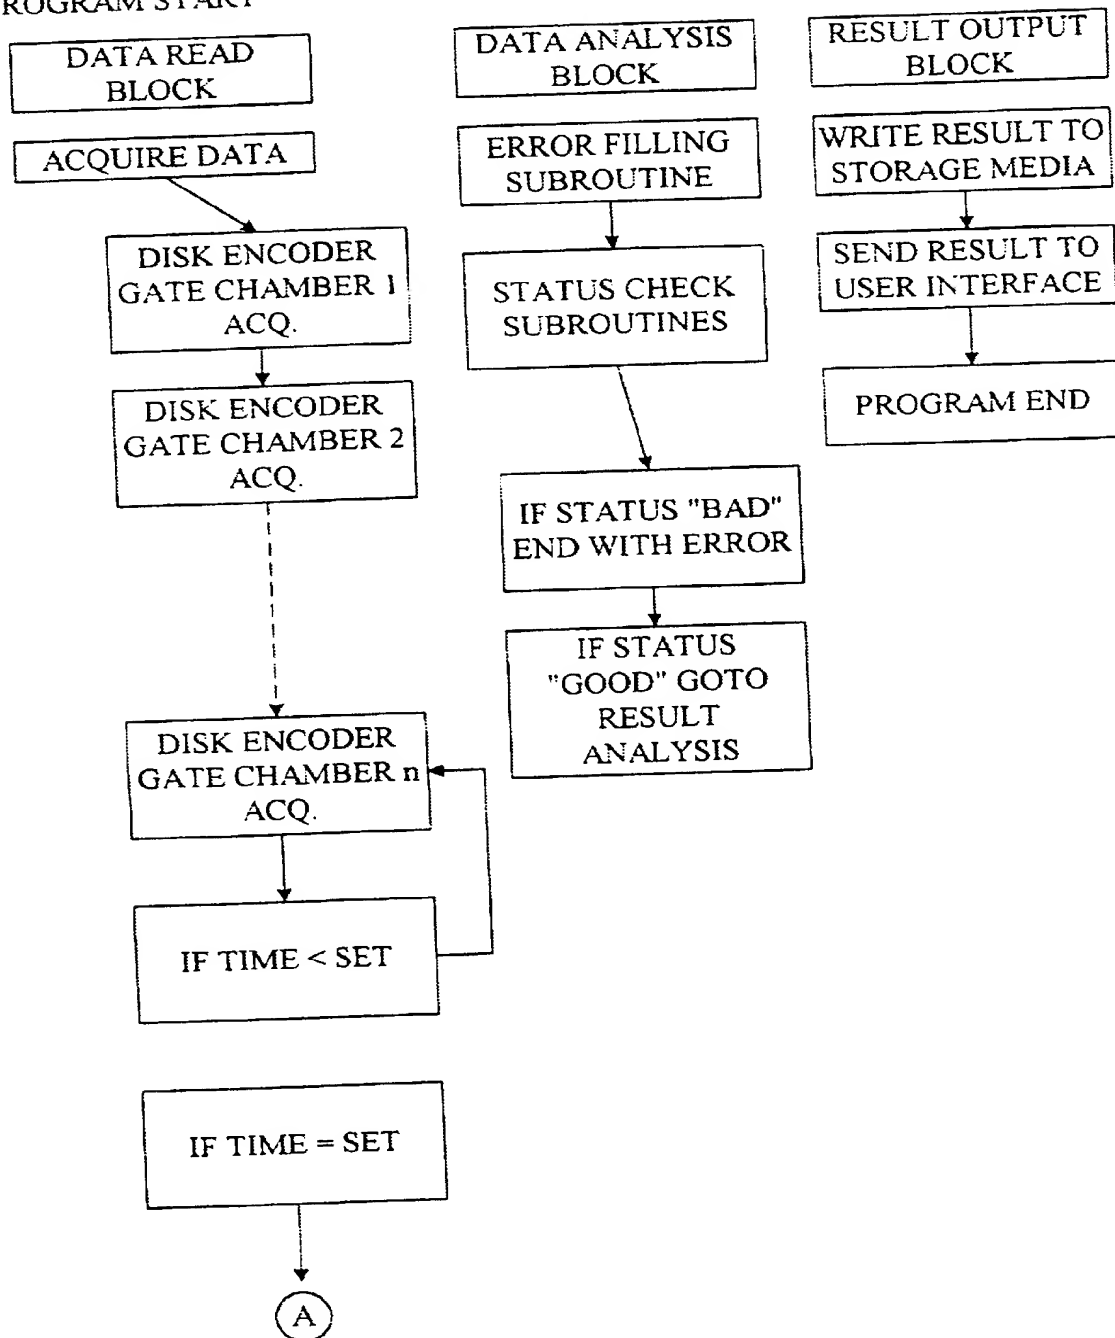 ROGRAM START
DATA READ
BLOCK
ACQUIRE DATA
DISK ENCODER
GATE CHAMBER 1
ACQ.
DISK ENCODER
GATE CHAMBER 2
ACQ.
DISK ENCODER
GATE CHAMBER n
ACQ.
IF TIME < SET
IF TIME = SET
A
DATA ANALYSIS
BLOCK
ERROR FILLING
SUBROUTINE
STATUS CHECK
SUBROUTINES
IF STATUS "BAD"
END WITH ERROR
IF STATUS
"GOOD" GOTO
RESULT
ANALYSIS
RESULT OUTPUT
BLOCK
WRITE RESULT TO
STORAGE MEDIA
SEND RESULT TO
USER INTERFACE
PROGRAM END